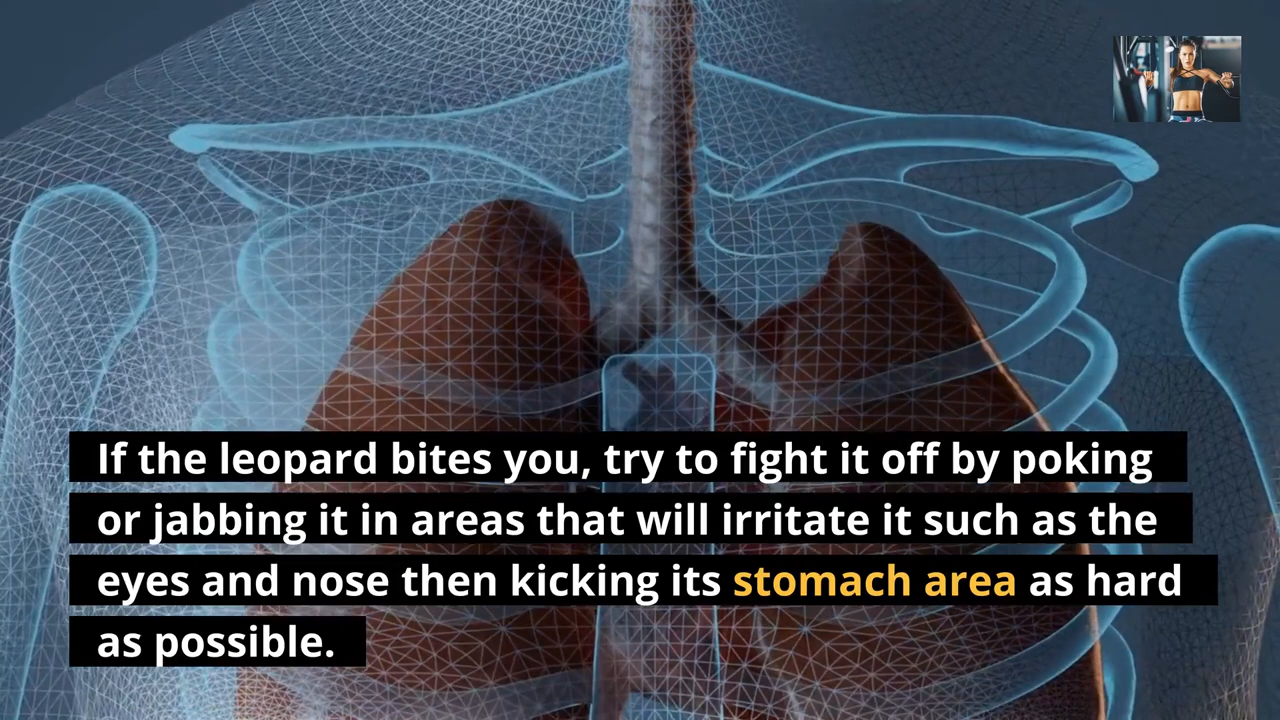 If the leopard bites you, try to fight it off by poking
or jabbing it in areas that will irritate it such as the
eyes and nose then kicking its stomach area as hard
as possible.